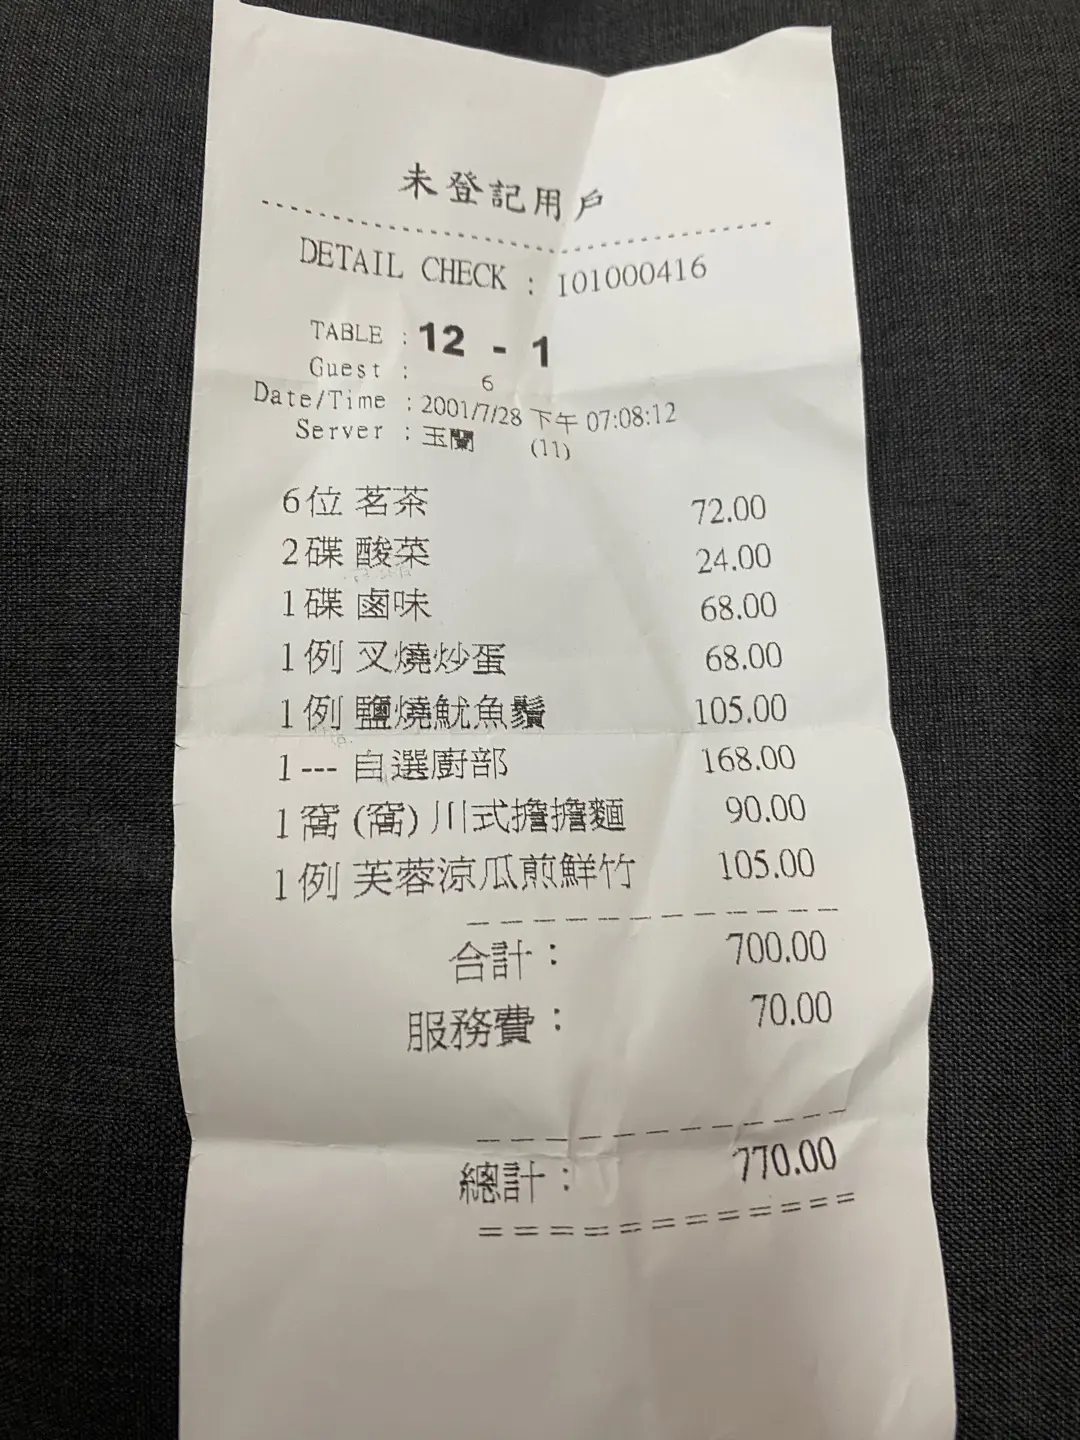 未登記用戶
DETAIL CHECK : I01000416
TABLE : 12 - 1
Guest : 6
Date/Time : 2001/7/28 下午 07:08:12
Server : 玉蘭 (11)
6位 茗茶 72.00
2碟 酸菜 24.00
1碟 鹵味 68.00
1例 叉燒炒蛋 68.00
1例 鹽燒魷魚鬚 105.00
1--- 自選廚部 168.00
1窩 (窩) 川式擔擔麵 90.00
1例 芙蓉涼瓜煎鮮竹 105.00
合計： 700.00
服務費： 70.00
總計： 770.00